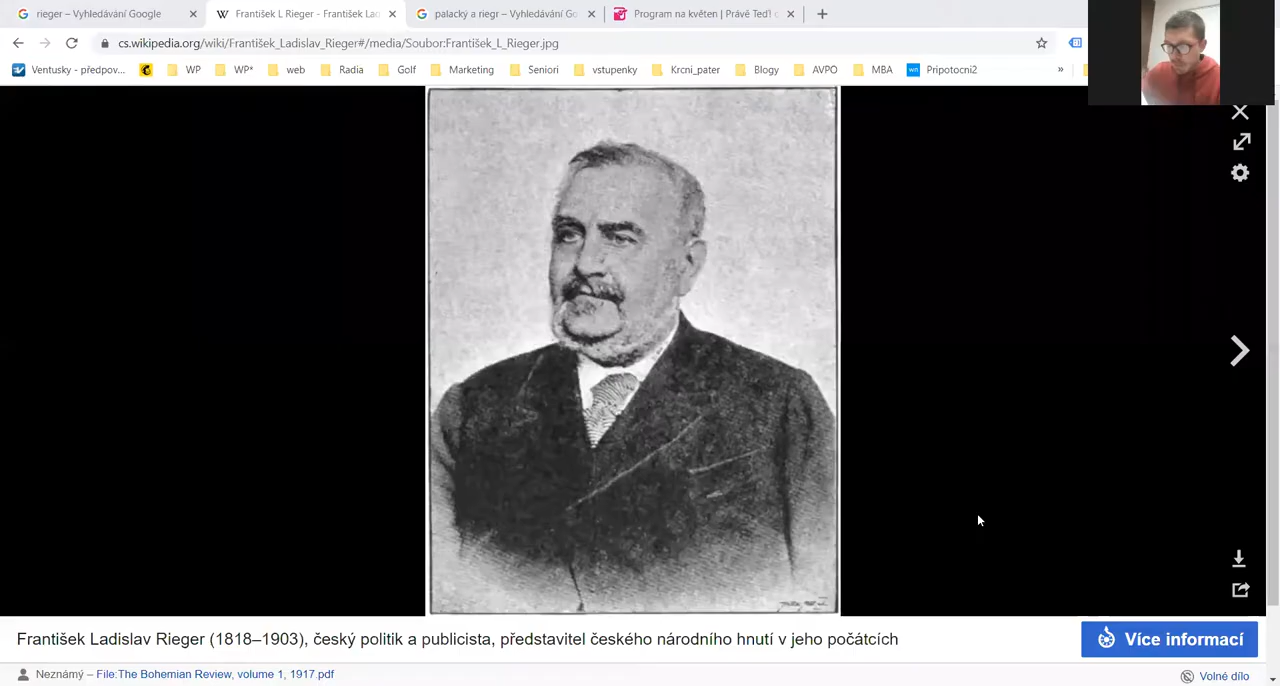 rieger – Vyhledávání Google
František L Rieger - František Lac
palacký a riegr – Vyhledávání Go
Program na květen | Právě Teď! o
cs.wikipedia.org/wiki/František_Ladislav_Rieger#/media/Soubor:František_L_Rieger.jpg
Ventusky - předpov...
WP
WP*
web
Radia
Golf
Marketing
Seniori
vstupenky
Krcni_pater
Blogy
AVPO
MBA
wn
Pripotocni2
»
František Ladislav Rieger (1818–1903), český politik a publicista, představitel českého národního hnutí v jeho počátcích
Více informací
Neznámý – File:The Bohemian Review, volume 1, 1917.pdf
Volné dílo